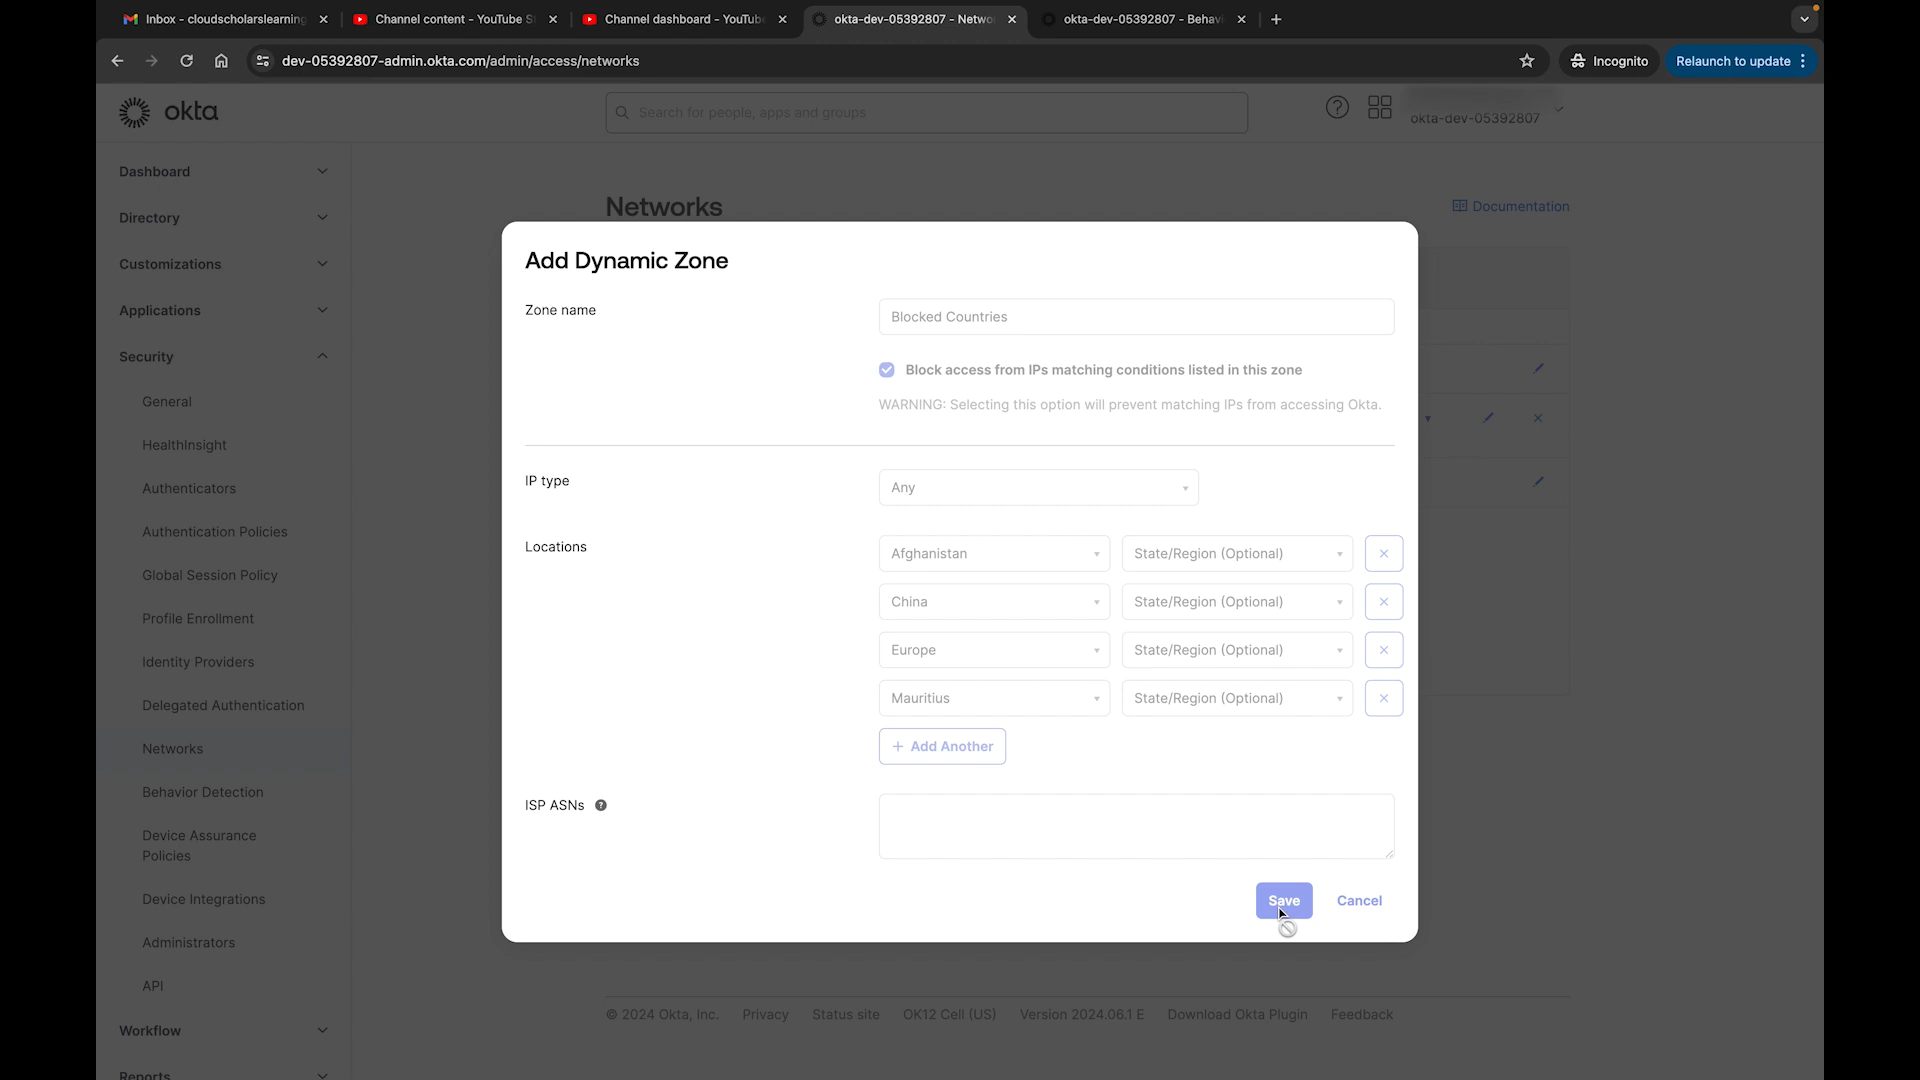 Inbox - cloudscholarslearning
Channel content - YouTube S
Channel dashboard - YouTube
okta-dev-05392807 - Netwo
okta-dev-05392807 - Behavi
dev-05392807-admin.okta.com/admin/access/networks
Incognito
Relaunch to update
okta
Search for people, apps and groups
okta-dev-05392807
Dashboard
Directory
Customizations
Applications
Security
General
HealthInsight
Authenticators
Authentication Policies
Global Session Policy
Profile Enrollment
Identity Providers
Delegated Authentication
Networks
Behavior Detection
Device Assurance
Policies
Device Integrations
Administrators
API
Workflow
Reports
Networks
Documentation
Add Dynamic Zone
Zone name
Blocked Countries
Block access from IPs matching conditions listed in this zone
WARNING: Selecting this option will prevent matching IPs from accessing Okta.
IP type
Any
Locations
Afghanistan State/Region (Optional)
China State/Region (Optional)
Europe State/Region (Optional)
Mauritius State/Region (Optional)
+ Add Another
ISP ASNs ?
Save Cancel
© 2024 Okta, Inc. Privacy Status site OK12 Cell (US) Version 2024.06.1 E Download Okta Plugin Feedback